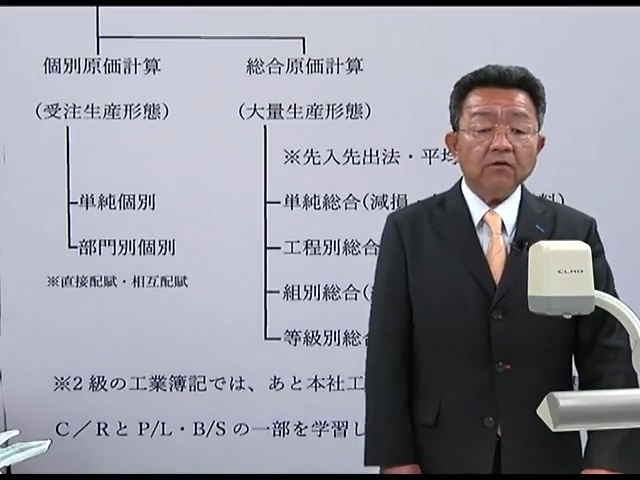 個別原価計算 総合原価計算
(受注生産形態) (大量生産形態)
※先入先出法・平均
単純個別 単純総合(減損・ 料)
部門別個別 工程別総合
※直接配賦・相互配賦 組別総合(
等級別総
※2級の工業簿記では、あと本社工
C/RとP/L・B/Sの一部を学習し
ELMO